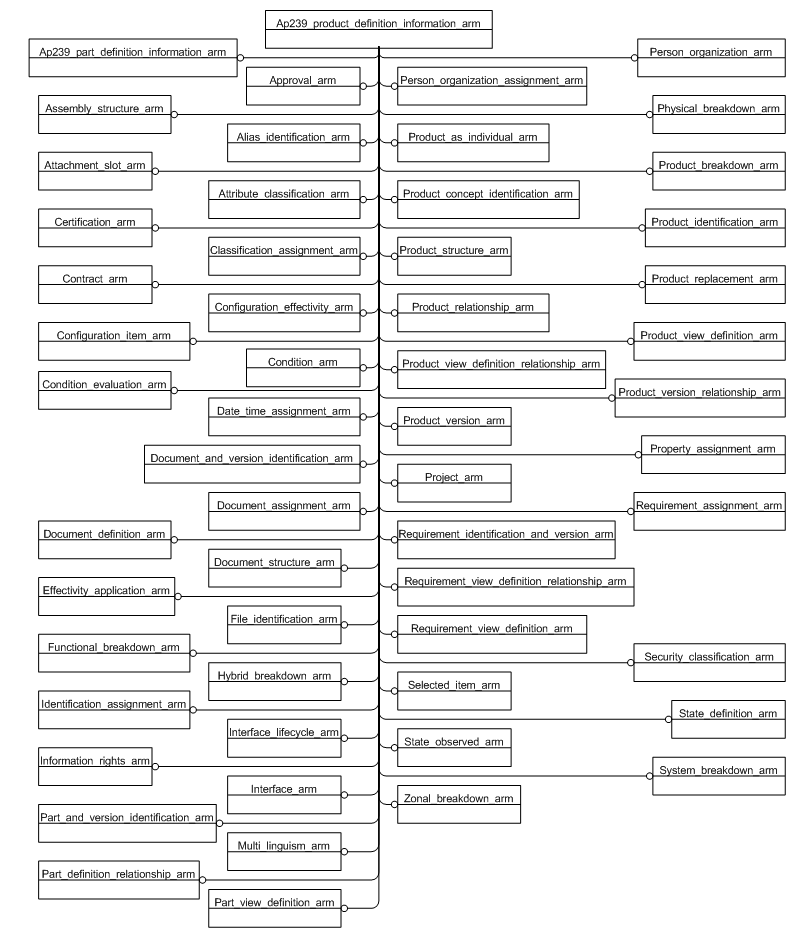 Ap239_product_definition_information_arm
Ap239_part_definition_information_arm
Person_organization_arm
Approval_arm
Person_organization_assignment_arm
Assembly_structure_arm
Physical_breakdown_arm
Alias_identification_arm
Product_as_individual_arm
Attachment_slot_arm
Product_breakdown_arm
Attribute_classification_arm
Product_concept_identification_arm
Certification_arm
Product_identification_arm
Classification_assignment_arm
Product_structure_arm
Contract_arm
Product_replacement_arm
Configuration_effectivity_arm
Product_relationship_arm
Configuration_item_arm
Product_view_definition_arm
Condition_arm
Product_view_definition_relationship_arm
Condition_evaluation_arm
Product_version_relationship_arm
Date_time_assignment_arm
Product_version_arm
Document_and_version_identification_arm
Property_assignment_arm
Project_arm
Document_assignment_arm
Requirement_assignment_arm
Document_definition_arm
Requirement_identification_and_version_arm
Document_structure_arm
Effectivity_application_arm
Requirement_view_definition_relationship_arm
File_identification_arm
Requirement_view_definition_arm
Functional_breakdown_arm
Security_classification_arm
Hybrid_breakdown_arm
Selected_item_arm
Identification_assignment_arm
State_definition_arm
Interface_lifecycle_arm
State_observed_arm
Information_rights_arm
System_breakdown_arm
Interface_arm
Zonal_breakdown_arm
Part_and_version_identification_arm
Multi_linguism_arm
Part_definition_relationship_arm
Part_view_definition_arm